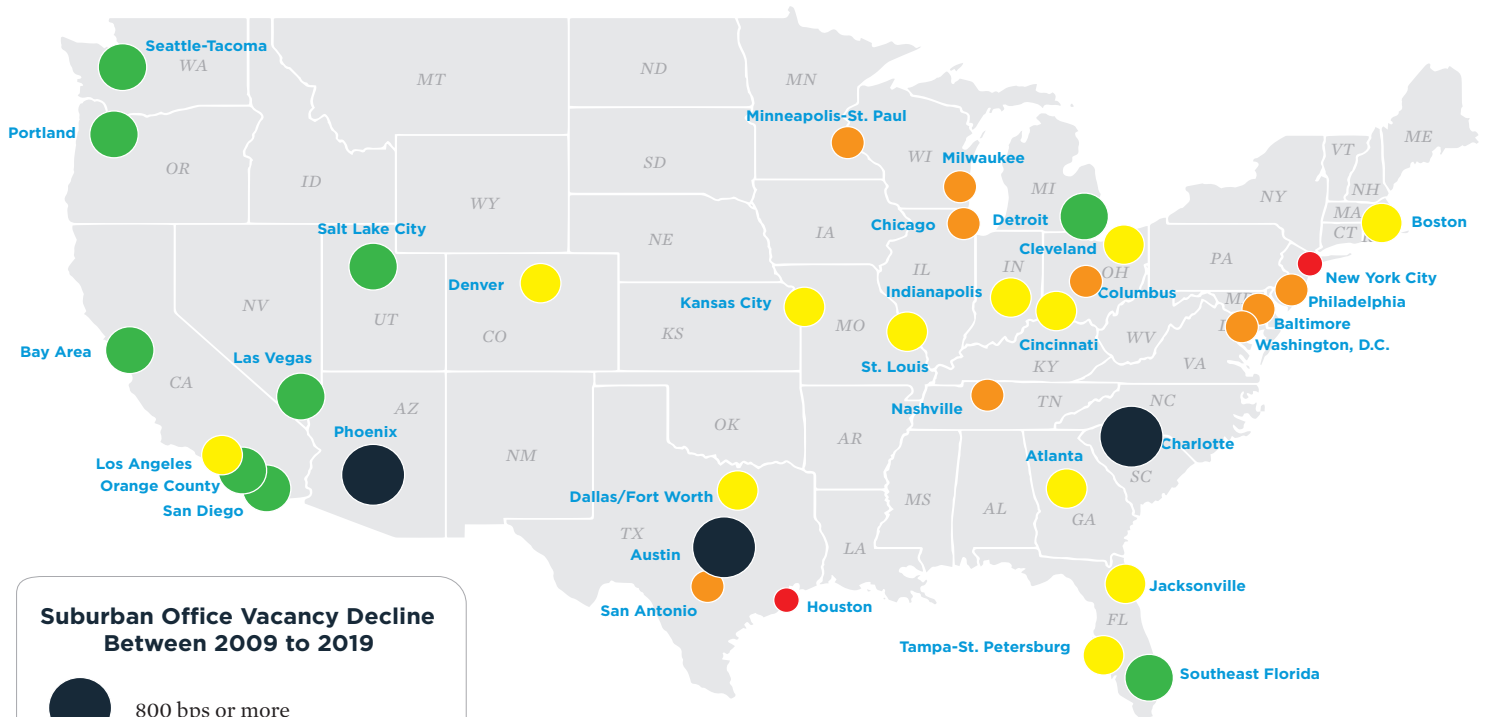 Seattle-Tacoma
WA
MT
ND
MN
Minneapolis-St. Paul
Portland
OR
ID
SD
WI
Milwaukee
MI
VT
ME
NH
NY
MA
CT
Boston
WY
Salt Lake City
Chicago
Detroit
Cleveland
IA
NE
PA
New York City
Denver
Kansas City
IL
IN
OH
Indianapolis
Columbus
Philadelphia
Baltimore
Washington, D.C.
NV
UT
CO
KS
MO
St. Louis
Cincinnati
WV
VA
KY
Bay Area
Las Vegas
CA
AZ
Phoenix
Nashville
TN
NC
Charlotte
OK
AR
NM
Los Angeles
Orange County
San Diego
Atlanta
SC
GA
Dallas/Fort Worth
MS
AL
TX
LA
Austin
San Antonio
Houston
Jacksonville
FL
Tampa-St. Petersburg
Southeast Florida
Suburban Office Vacancy Decline
Between 2009 to 2019
800 bps or more